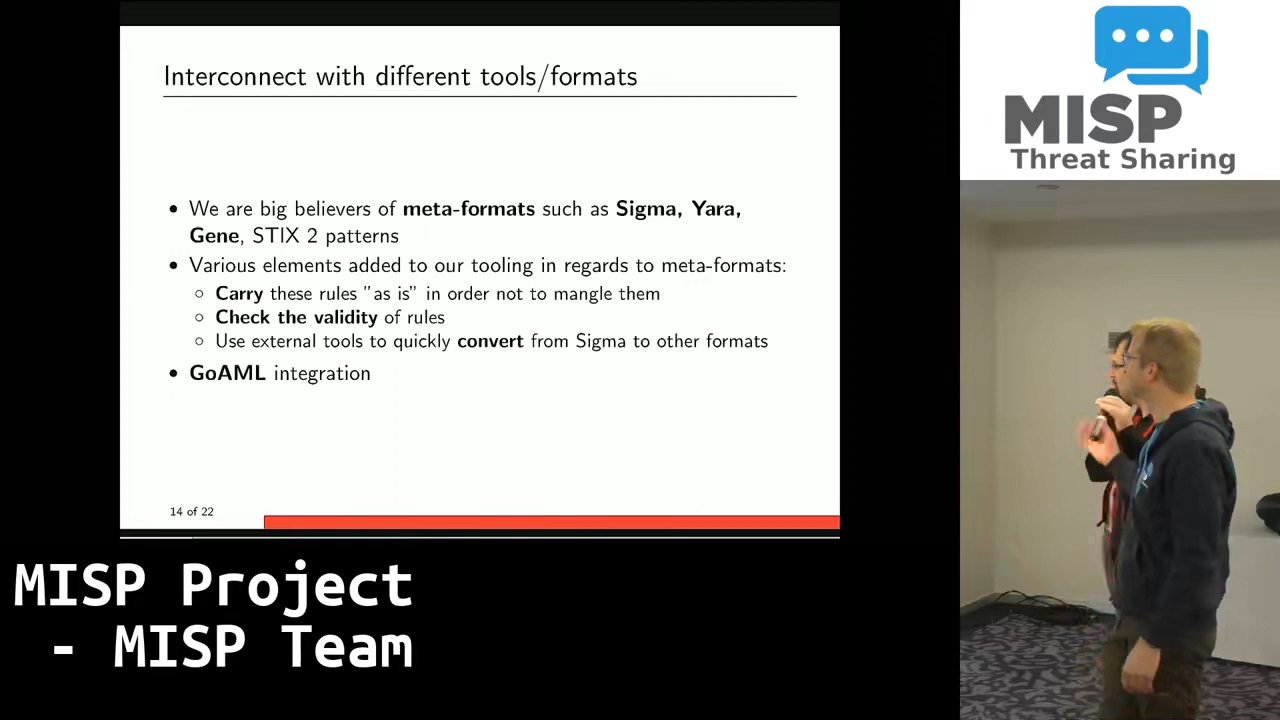 Interconnect with different tools/formats
• We are big believers of meta-formats such as Sigma, Yara,
Gene, STIX 2 patterns
• Various elements added to our tooling in regards to meta-formats:
◦ Carry these rules "as is" in order not to mangle them
◦ Check the validity of rules
◦ Use external tools to quickly convert from Sigma to other formats
• GoAML integration
14 of 22
MISP
Threat Sharing
MISP Project
- MISP Team